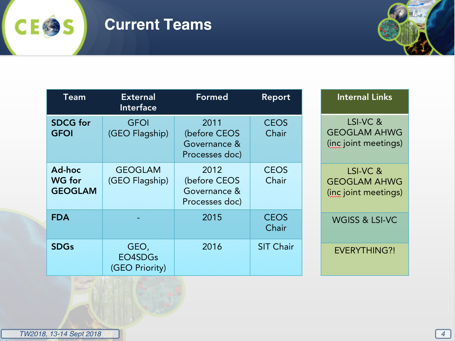 CEOS
Current Teams
Team External Interface Formed Report
SDCG for GFOI GFOI (GEO Flagship) 2011 (before CEOS Governance & Processes doc) CEOS Chair
Ad-hoc WG for GEOGLAM GEOGLAM (GEO Flagship) 2012 (before CEOS Governance & Processes doc) CEOS Chair
FDA - 2015 CEOS Chair
SDGs GEO, EO4SDGs (GEO Priority) 2016 SIT Chair
Internal Links
LSI-VC &
GEOGLAM AHWG
(inc joint meetings)
LSI-VC &
GEOGLAM AHWG
(inc joint meetings)
WGISS & LSI-VC
EVERYTHING?!
TW2018, 13-14 Sept 2018
4